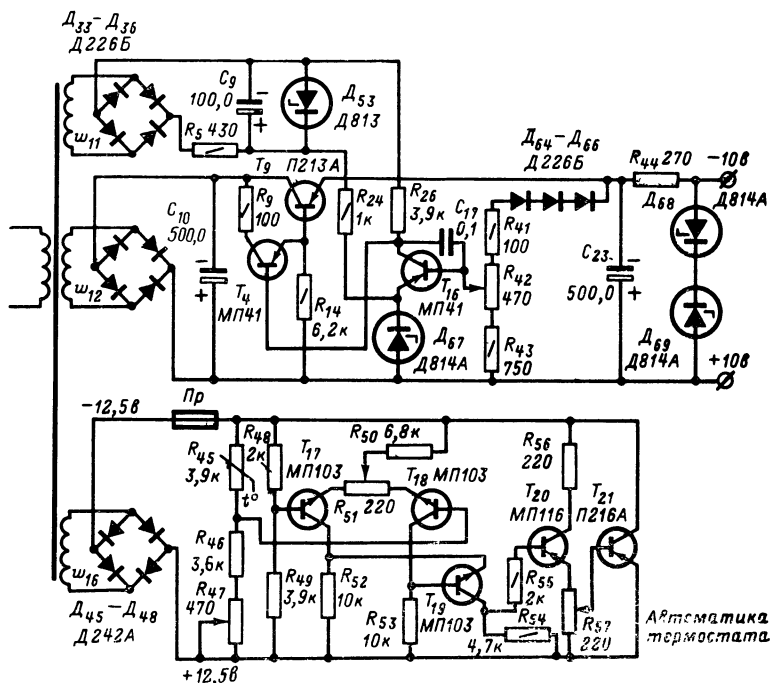 Д33 – Д36
Д226Б
C9
100,0
Д53
Д813
R5 430
ω11
T9
П213А
Д64 – Д66
Д226Б
R44 270
–10в
C10
500,0
R9
100
R24
1к
R26
3,9к
C17
0,1
R41
100
Д68
Д814А
T4
МП41
R14
6,2к
T16
МП41
R42
470
C23
500,0
ω12
Д67
Д814А
R43
750
Д69
Д814А
+10в
–12,5в
Пр
R45
3,9к
t°
R48
2к
T17
МП103
R50
6,8к
R51
220
T18
МП103
R56
220
T20
МП116
T21
П216А
R46
3,6к
ω16
R47
470
R49
3,9к
R52
10к
R53
10к
T19
МП103
R55
2к
R54
4,7к
R57
220
Д45 – Д48
Д242А
+12,5в
Автоматика
термостата